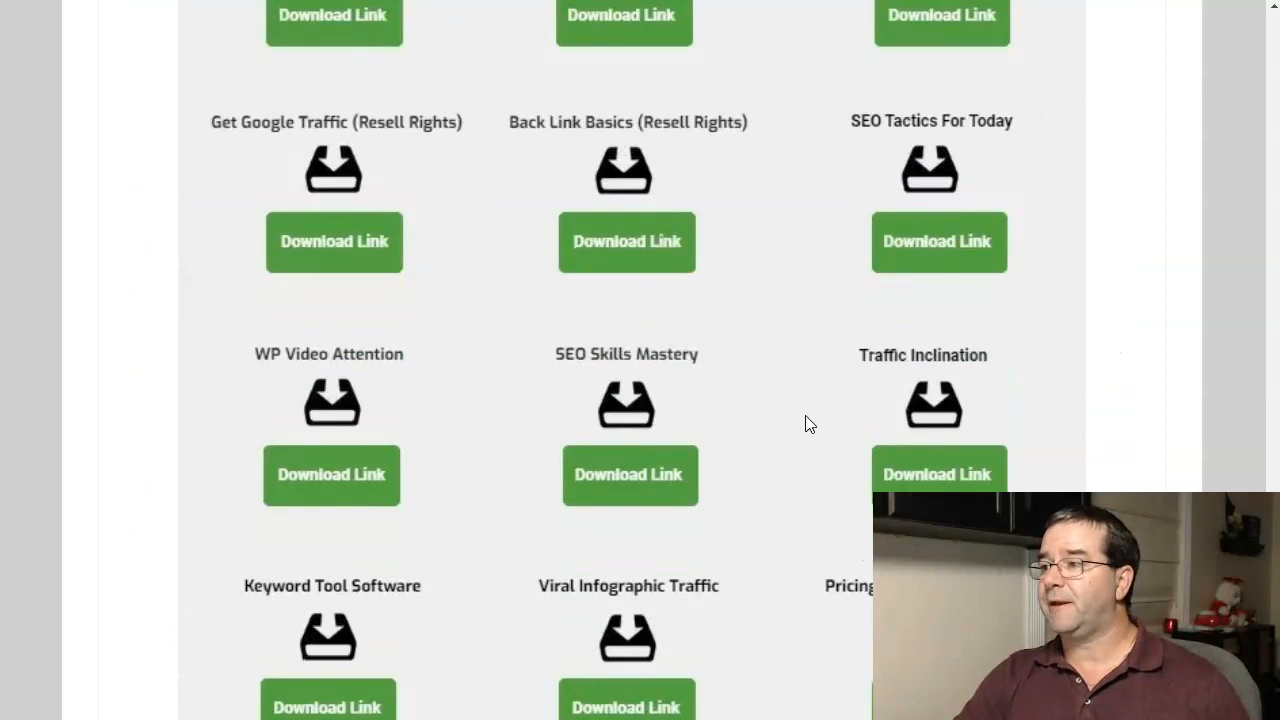 Download Link
Download Link
Download Link
Get Google Traffic (Resell Rights)
Back Link Basics (Resell Rights)
SEO Tactics For Today
Download Link
Download Link
Download Link
WP Video Attention
SEO Skills Mastery
Traffic Inclination
Download Link
Download Link
Download Link
Keyword Tool Software
Viral Infographic Traffic
Pricing
Download Link
Download Link